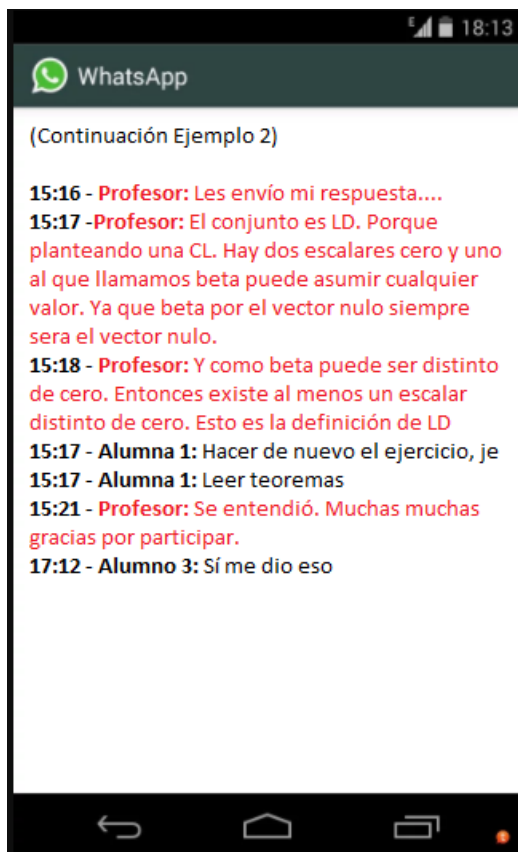 E 18:13
WhatsApp
(Continuación Ejemplo 2)
15:16 - Profesor: Les envío mi respuesta....
15:17 -Profesor: El conjunto es LD. Porque
planteando una CL. Hay dos escalares cero y uno
al que llamamos beta puede asumir cualquier
valor. Ya que beta por el vector nulo siempre
sera el vector nulo.
15:18 - Profesor: Y como beta puede ser distinto
de cero. Entonces existe al menos un escalar
distinto de cero. Esto es la definición de LD
15:17 - Alumna 1: Hacer de nuevo el ejercicio, je
15:17 - Alumna 1: Leer teoremas
15:21 - Profesor: Se entendió. Muchas muchas
gracias por participar.
17:12 - Alumno 3: Sí me dio eso